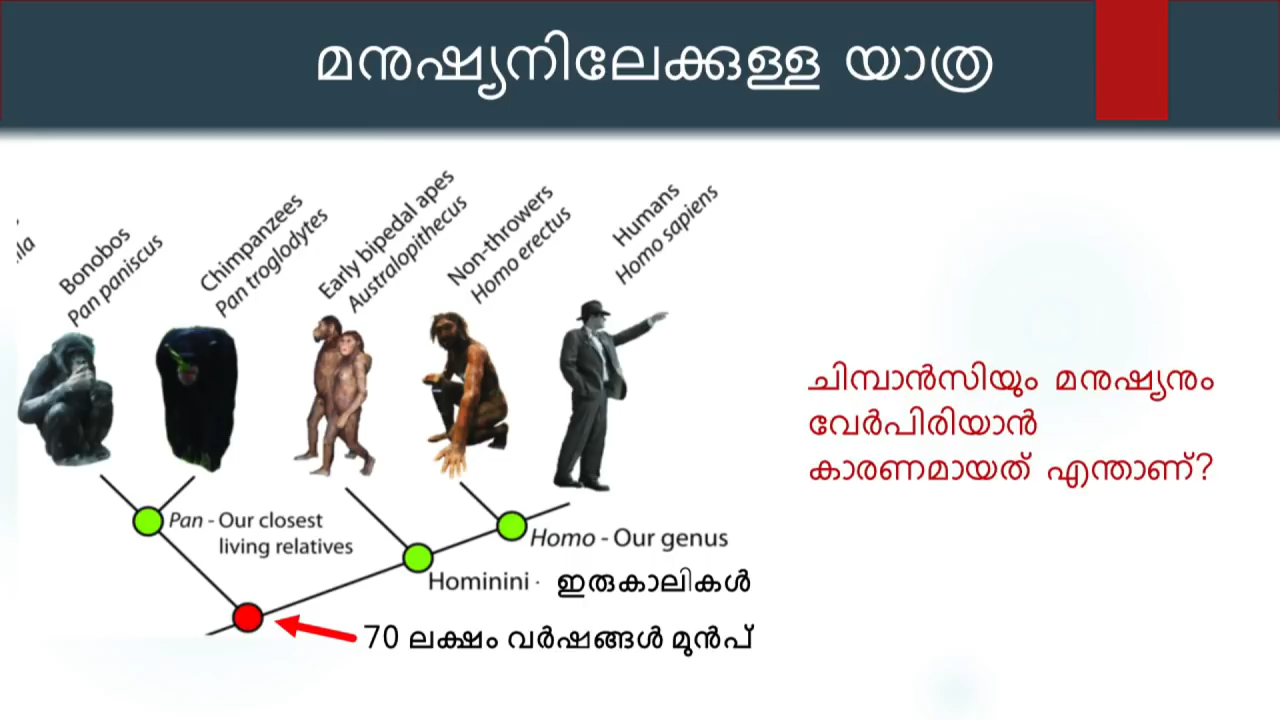 മനുഷ്യനിലേക്കുള്ള യാത്ര
Bonobos
Pan paniscus
Chimpanzees
Pan troglodytes
Early bipedal apes
Australopithecus
Non-throwers
Homo erectus
Humans
Homo sapiens
ചിമ്പാൻസിയും മനുഷ്യനും
വേർപിരിയാൻ
കാരണമായത് എന്താണ്?
Pan - Our closest
living relatives
Homo - Our genus
Hominini · ഇരുകാലികൾ
70 ലക്ഷം വർഷങ്ങൾ മുൻപ്